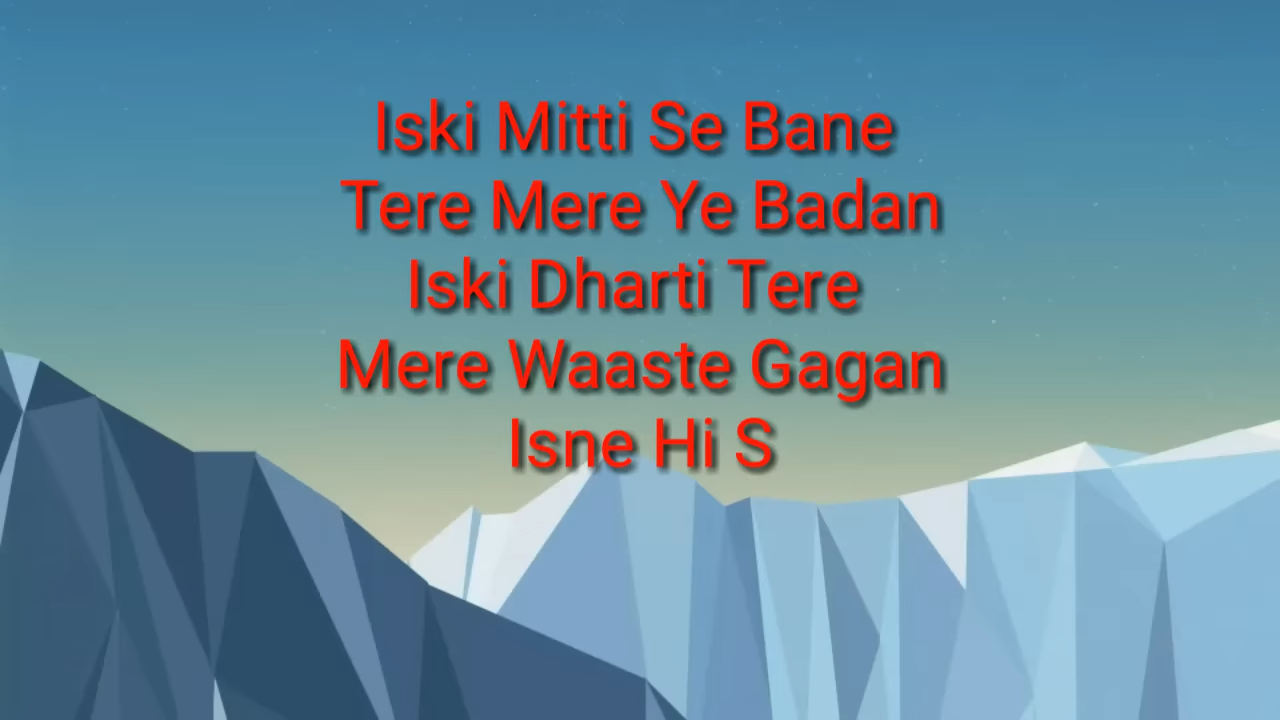 Iski Mitti Se Bane
Tere Mere Ye Badan
Iski Dharti Tere
Mere Waaste Gagan
Isne Hi S